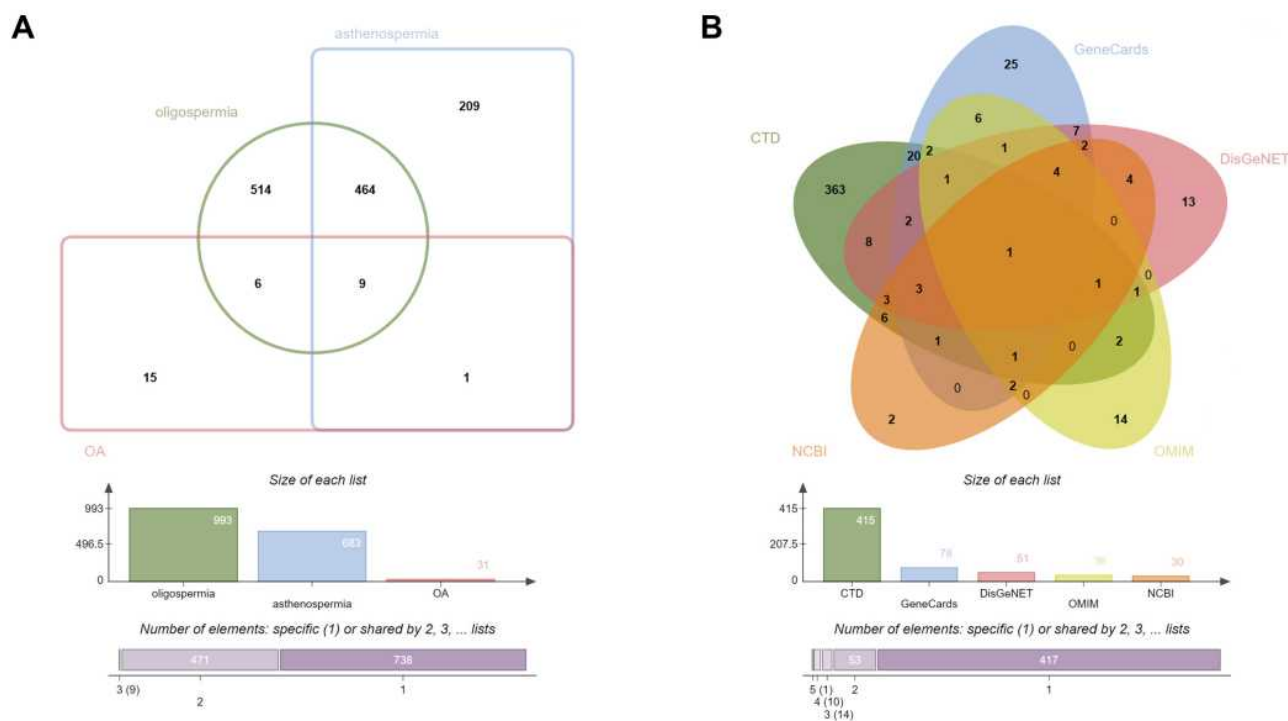 A
asthenospermia
209
oligospermia
514
464
6
9
15
1
OA
Size of each list
993
993
683
496.5
31
0
oligospermia
asthenospermia
OA
Number of elements: specific (1) or shared by 2, 3, ... lists
471
738
3 (9)
2
1
B
GeneCards
25
CTD
6
7
2
20
2
1
DisGeNET
363
1
4
4
13
2
0
8
1
0
3
3
1
1
6
1
1
0
2
0
2
0
2
14
NCBI
OMIM
Size of each list
415
415
207.5
78
51
30
0
CTD
GeneCards
DisGeNET
OMIM
NCBI
Number of elements: specific (1) or shared by 2, 3, ... lists
53
417
5 (1)
4 (10)
3 (14)
2
1